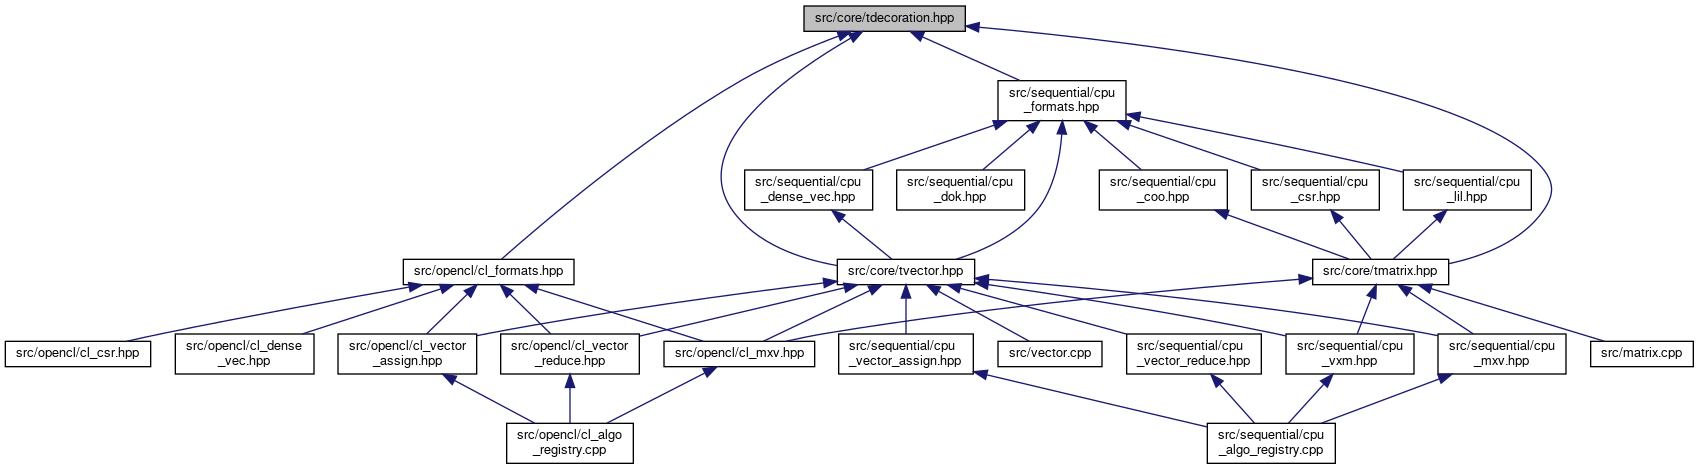 src/core/tdecoration.hpp
src/sequential/cpu
_formats.hpp
src/sequential/cpu
_dense_vec.hpp
src/sequential/cpu
_dok.hpp
src/sequential/cpu
_coo.hpp
src/sequential/cpu
_csr.hpp
src/sequential/cpu
_lil.hpp
src/opencl/cl_formats.hpp
src/core/tvector.hpp
src/core/tmatrix.hpp
src/opencl/cl_csr.hpp
src/opencl/cl_dense
_vec.hpp
src/opencl/cl_vector
_assign.hpp
src/opencl/cl_vector
_reduce.hpp
src/opencl/cl_mxv.hpp
src/sequential/cpu
_vector_assign.hpp
src/vector.cpp
src/sequential/cpu
_vector_reduce.hpp
src/sequential/cpu
_vxm.hpp
src/sequential/cpu
_mxv.hpp
src/matrix.cpp
src/opencl/cl_algo
_registry.cpp
src/sequential/cpu
_algo_registry.cpp